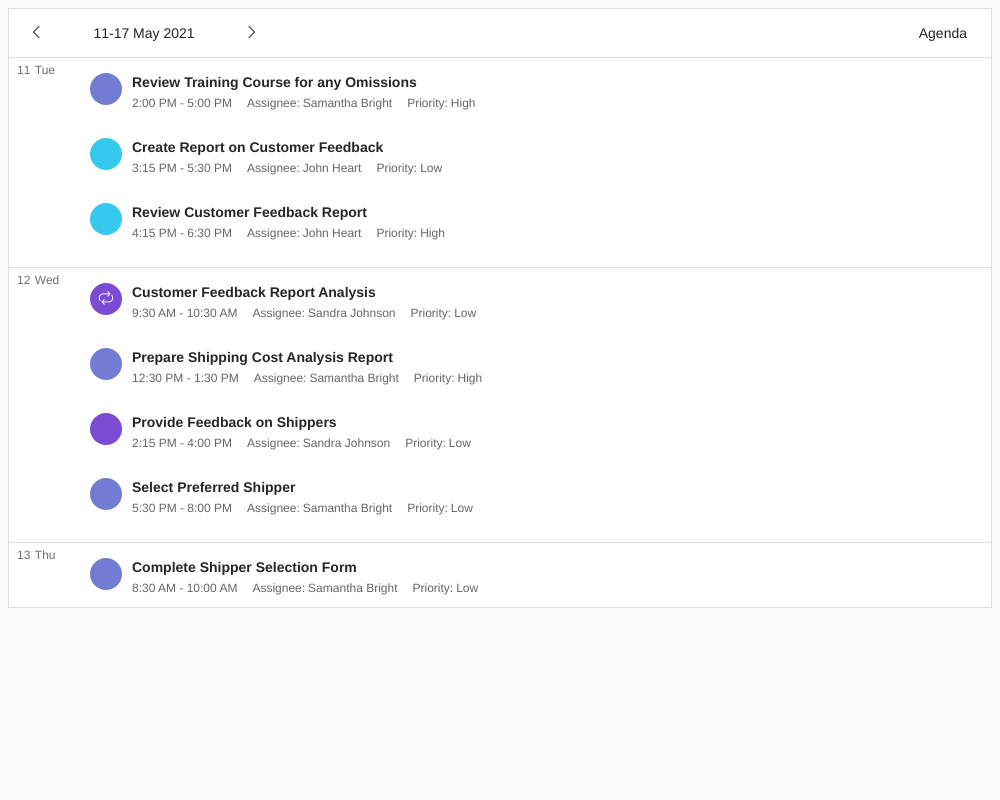 11-17 May 2021 Agenda
11 Tue
Review Training Course for any Omissions
2:00 PM - 5:00 PM Assignee: Samantha Bright Priority: High
Create Report on Customer Feedback
3:15 PM - 5:30 PM Assignee: John Heart Priority: Low
Review Customer Feedback Report
4:15 PM - 6:30 PM Assignee: John Heart Priority: High
12 Wed
Customer Feedback Report Analysis
9:30 AM - 10:30 AM Assignee: Sandra Johnson Priority: Low
Prepare Shipping Cost Analysis Report
12:30 PM - 1:30 PM Assignee: Samantha Bright Priority: High
Provide Feedback on Shippers
2:15 PM - 4:00 PM Assignee: Sandra Johnson Priority: Low
Select Preferred Shipper
5:30 PM - 8:00 PM Assignee: Samantha Bright Priority: Low
13 Thu
Complete Shipper Selection Form
8:30 AM - 10:00 AM Assignee: Samantha Bright Priority: Low